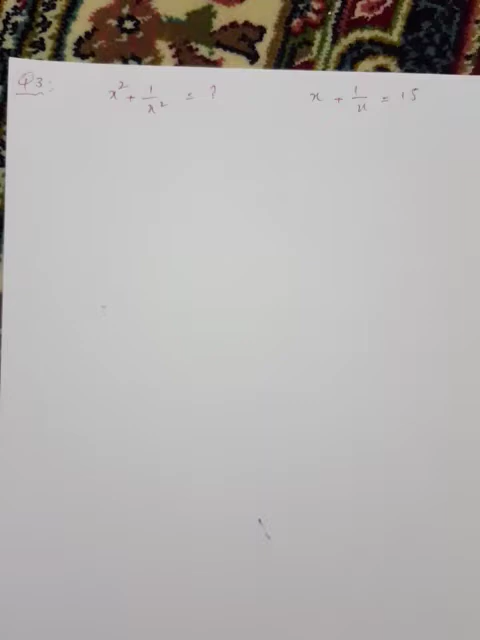 Q3: x² + 1/x² = ? x + 1/x = 15